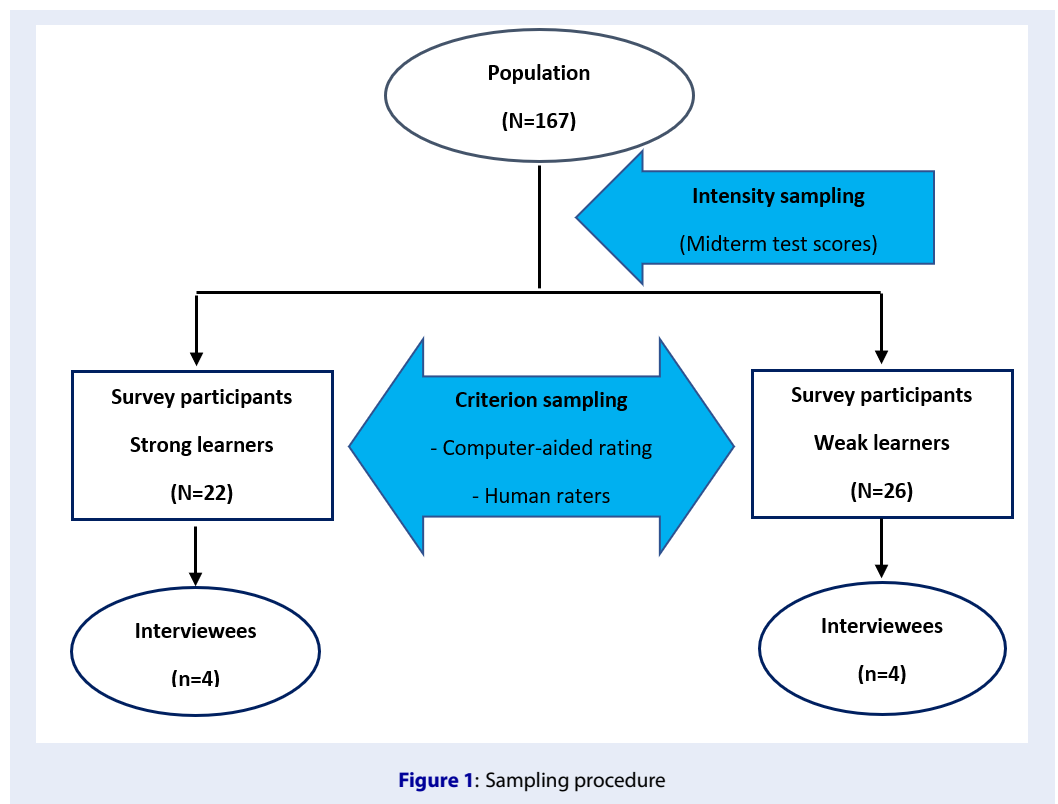 Population
(N=167)
Intensity sampling
(Midterm test scores)
Survey participants
Strong learners
(N=22)
Criterion sampling
- Computer-aided rating
- Human raters
Survey participants
Weak learners
(N=26)
Interviewees
(n=4)
Interviewees
(n=4)
Figure 1: Sampling procedure